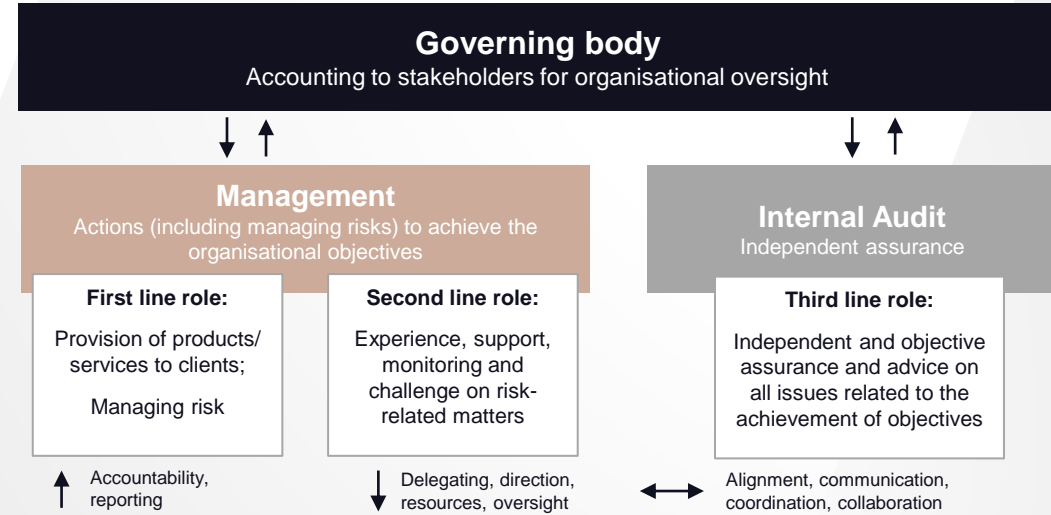 Governing body
Accounting to stakeholders for organisational oversight
Management
Actions (including managing risks) to achieve the
organisational objectives
Internal Audit
Independent assurance
First line role:
Provision of products/
services to clients;
Managing risk
Second line role:
Experience, support,
monitoring and
challenge on risk-
related matters
Third line role:
Independent and objective
assurance and advice on
all issues related to the
achievement of objectives
Accountability,
reporting
Delegating, direction,
resources, oversight
Alignment, communication,
coordination, collaboration